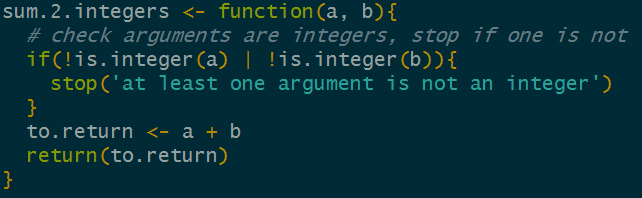 sum.2.integers <- function(a, b){
  # check arguments are integers, stop if one is not
  if(!is.integer(a) | !is.integer(b)){
    stop('at least one argument is not an integer')
  }
  to.return <- a + b
  return(to.return)
}